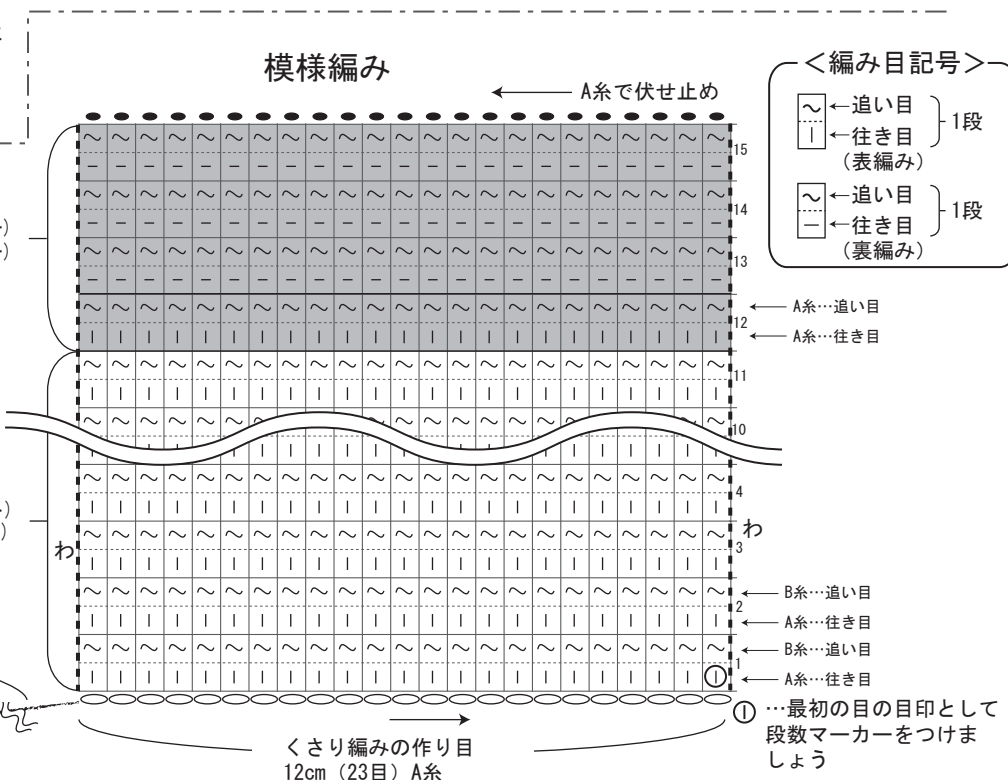 模様編み
← A糸で伏せ止め
＜編み目記号＞
←追い目
←往き目
（表編み）
1段
←追い目
←往き目
（裏編み）
1段
15
14
13
12
← A糸…追い目
← A糸…往き目
11
10
4
3
わ
わ
2
← B糸…追い目
← A糸…往き目
1
← B糸…追い目
← A糸…往き目
…最初の目の目印として
段数マーカーをつけま
しょう
くさり編みの作り目
12cm（23目）A糸